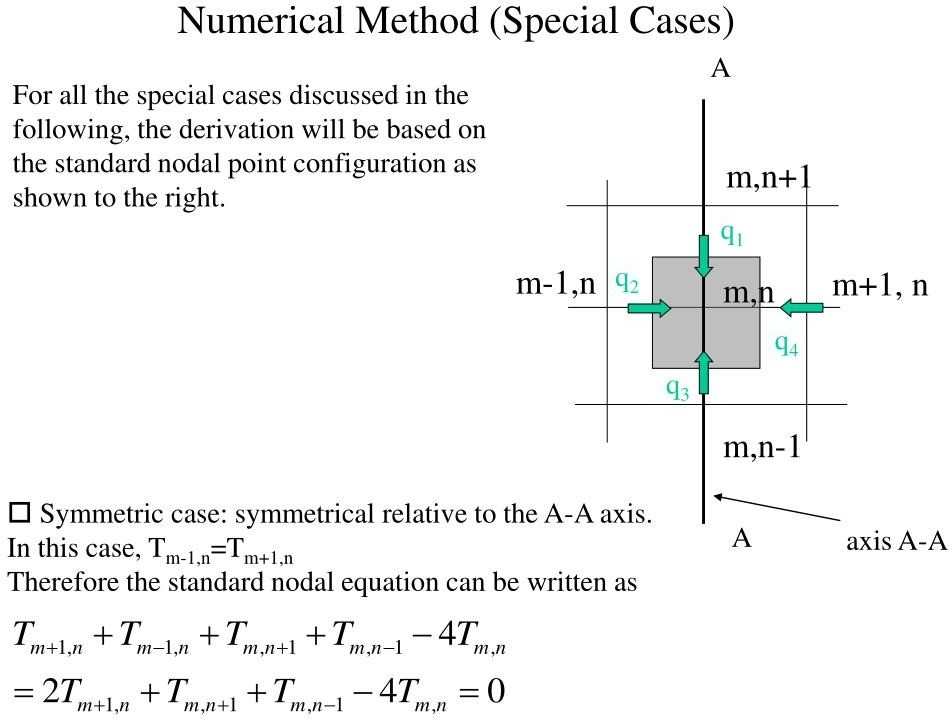 Numerical Method (Special Cases)
For all the special cases discussed in the
following, the derivation will be based on
the standard nodal point configuration as
shown to the right.
A
m,n+1
q₁
m-1,n
q₂
m,n
m+1, n
q₄
q₃
m,n-1
A
axis A-A
☐ Symmetric case: symmetrical relative to the A-A axis.
In this case, Tₘ₋₁,ₙ=Tₘ₊₁,ₙ
Therefore the standard nodal equation can be written as
Tₘ₊₁,ₙ + Tₘ₋₁,ₙ + Tₘ,ₙ₊₁ + Tₘ,ₙ₋₁ − 4Tₘ,ₙ
= 2Tₘ₊₁,ₙ + Tₘ,ₙ₊₁ + Tₘ,ₙ₋₁ − 4Tₘ,ₙ = 0